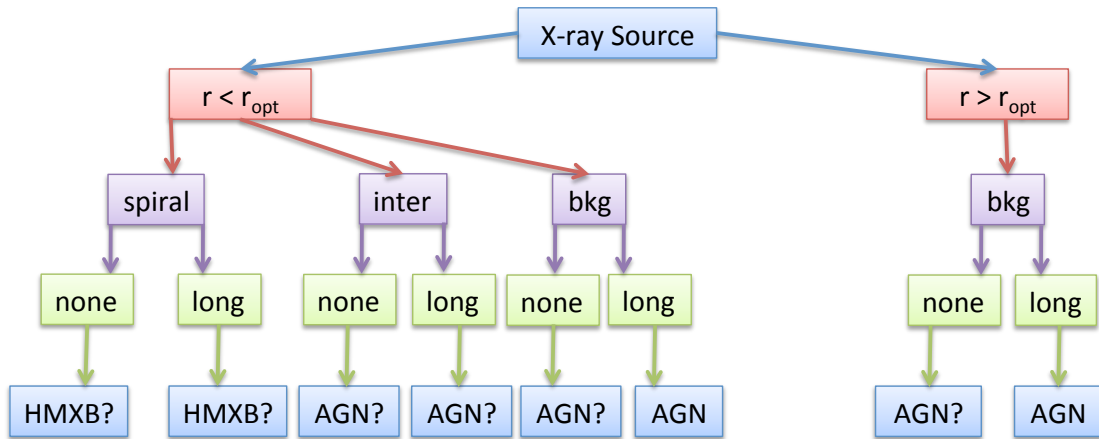 X-ray Source
r < r_opt
r > r_opt
spiral
inter
bkg
bkg
none
long
none
long
none
long
none
long
HMXB?
HMXB?
AGN?
AGN?
AGN?
AGN
AGN?
AGN